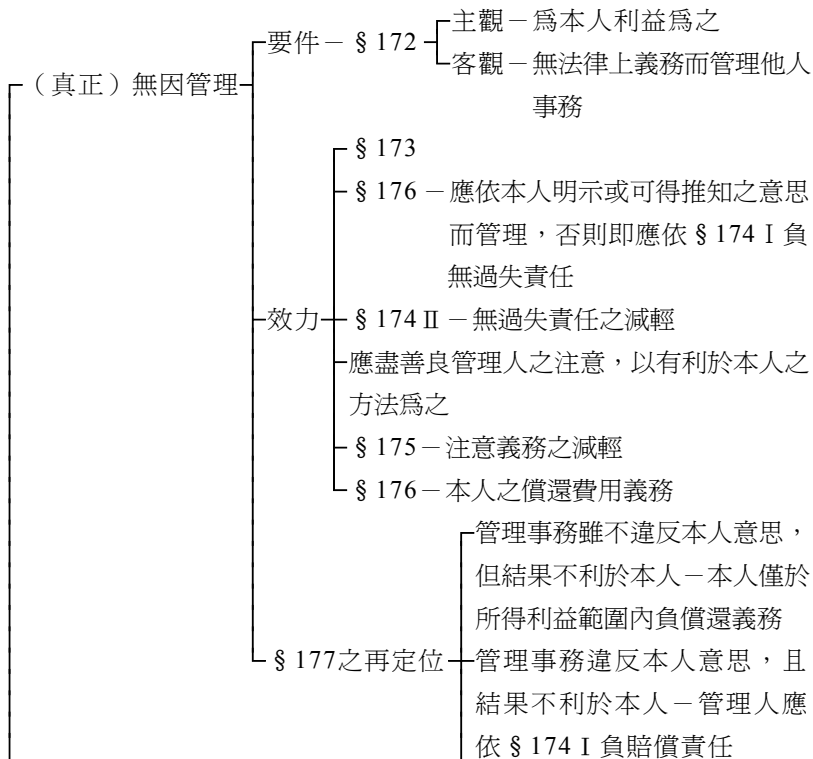 （真正）無因管理
要件－§172
主觀－爲本人利益爲之
客觀－無法律上義務而管理他人
事務
效力
§173
§176－應依本人明示或可得推知之意思
而管理，否則即應依§174Ⅰ負
無過失責任
§174Ⅱ－無過失責任之減輕
應盡善良管理人之注意，以有利於本人之
方法爲之
§175－注意義務之減輕
§176－本人之償還費用義務
§177之再定位
管理事務雖不違反本人意思，
但結果不利於本人－本人僅於
所得利益範圍內負償還義務
管理事務違反本人意思，且
結果不利於本人－管理人應
依§174Ⅰ負賠償責任